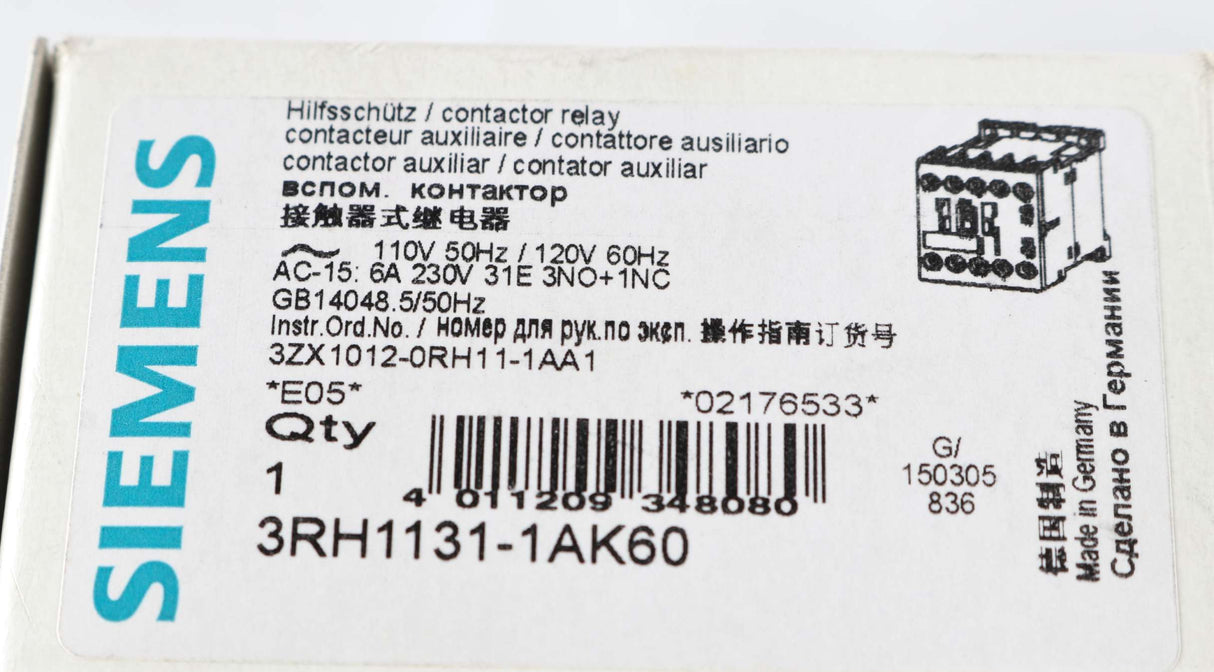 SIEMENS
Hilfsschütz / contactor relay
contacteur auxiliaire / contattore ausiliario
contactor auxiliar / contator auxiliar
вспом. контактор
接触器式继电器
110V 50Hz / 120V 60Hz
AC-15: 6A 230V 31E 3NO+1NC
GB14048.5/50Hz
Instr.Ord.No. / номер для рук.по эксп. 操作指南订货号
3ZX1012-0RH11-1AA1
*E05*
*02176533*
Qty
1
4 011209 348080
3RH1131-1AK60
G/
150305
836
德国制造
Made in Germany
Сделано в Германии